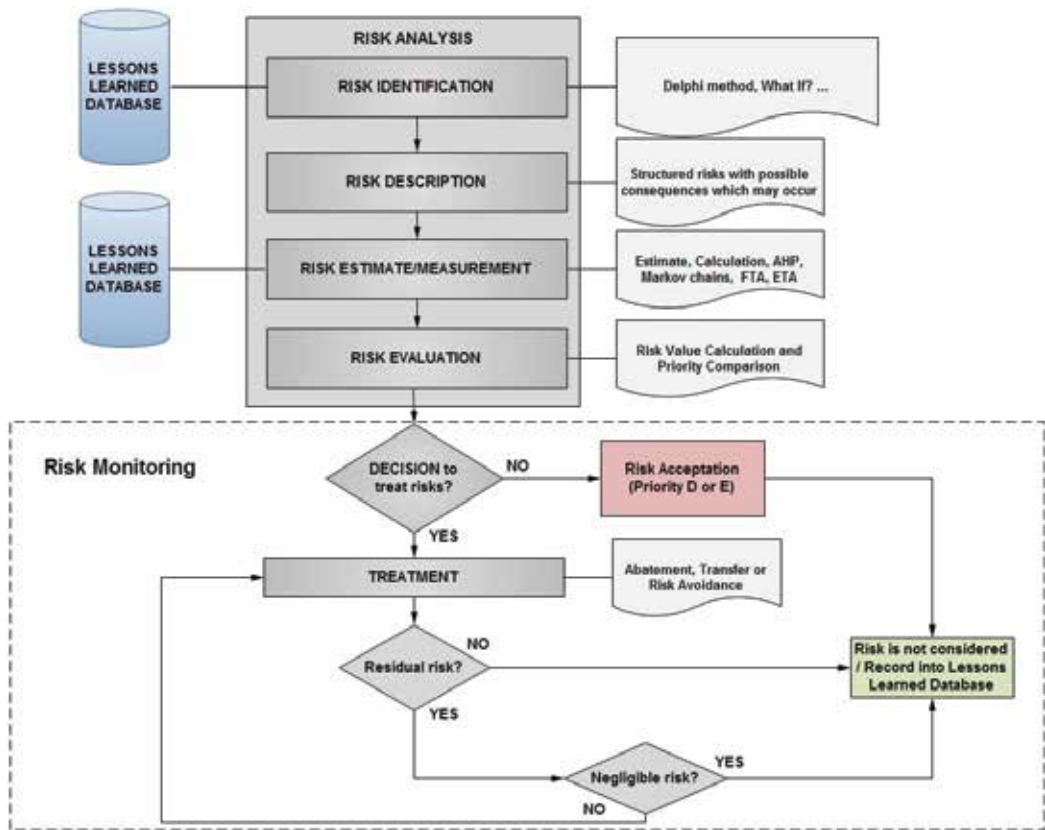 RISK ANALYSIS
LESSONS
LEARNED
DATABASE
RISK IDENTIFICATION
Delphi method, What If? ...
RISK DESCRIPTION
Structured risks with possible
consequences which may occur
LESSONS
LEARNED
DATABASE
RISK ESTIMATE/MEASUREMENT
Estimate, Calculation, AHP,
Markov chains, FTA, ETA
RISK EVALUATION
Risk Value Calculation and
Priority Comparison
Risk Monitoring
DECISION to
treat risks?
NO
Risk Acceptation
(Priority D or E)
YES
TREATMENT
Abatement, Transfer or
Risk Avoidance
Residual risk?
NO
Risk is not considered
/ Record into Lessons
Learned Database
YES
Negligible risk?
YES
NO